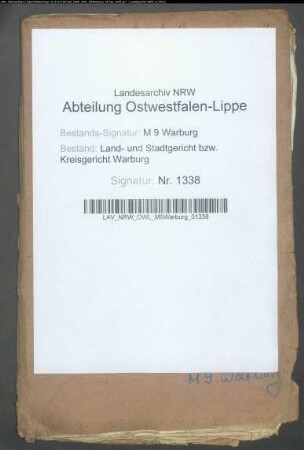 Landesarchiv NRW
Abteilung Ostwestfalen-Lippe
Bestands-Signatur: M 9 Warburg
Bestand: Land- und Stadtgericht bzw.
Kreisgericht Warburg
Signatur: Nr. 1338
LAV_NRW_OWL_M9Warburg_01338
M 9 Warburg